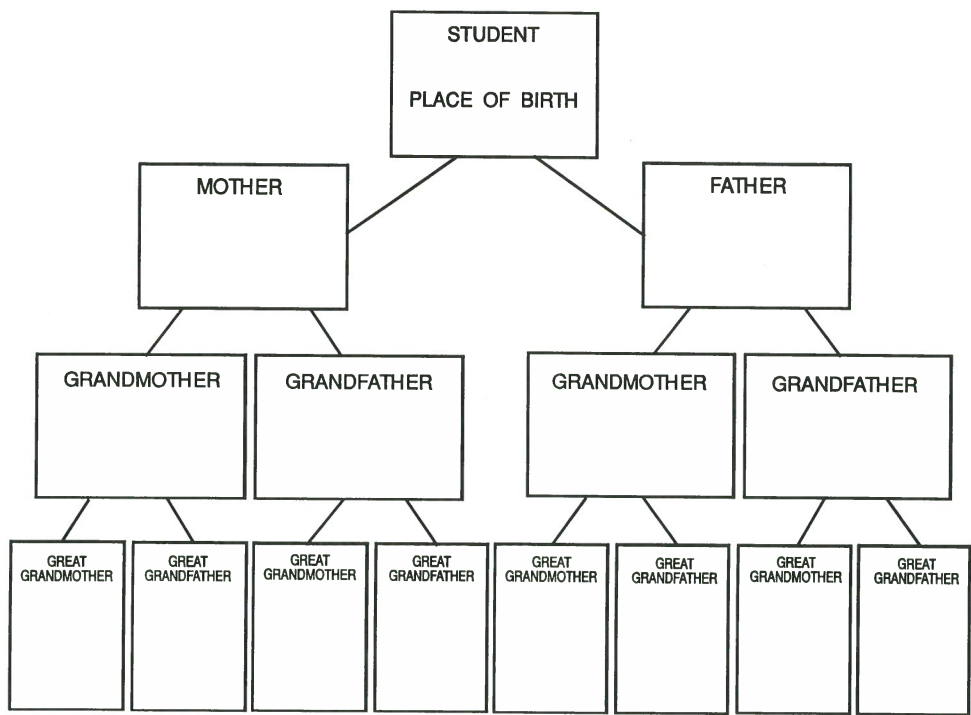 STUDENT
PLACE OF BIRTH
MOTHER
FATHER
GRANDMOTHER
GRANDFATHER
GRANDMOTHER
GRANDFATHER
GREAT
GRANDMOTHER
GREAT
GRANDFATHER
GREAT
GRANDMOTHER
GREAT
GRANDFATHER
GREAT
GRANDMOTHER
GREAT
GRANDFATHER
GREAT
GRANDMOTHER
GREAT
GRANDFATHER